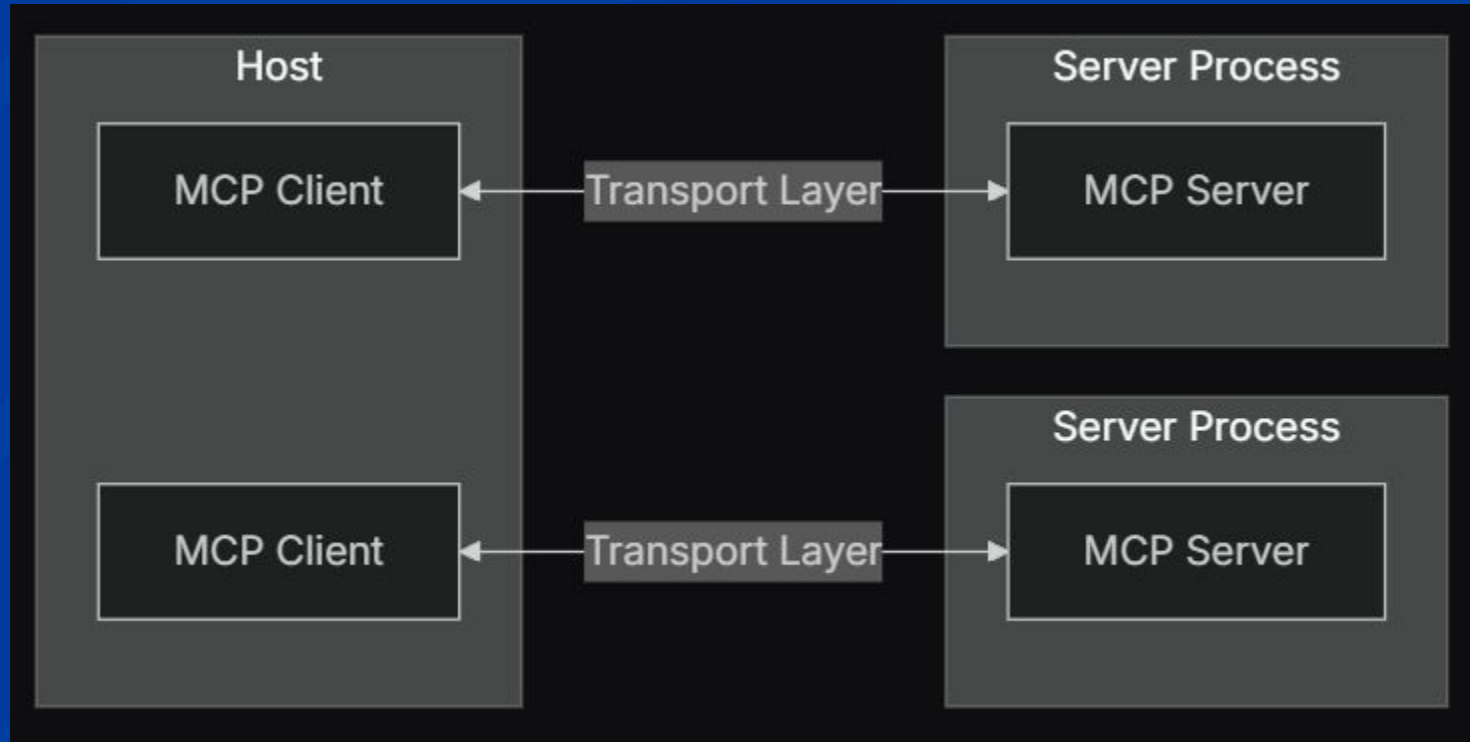 Host
MCP Client
Transport Layer
Server Process
MCP Server
MCP Client
Transport Layer
Server Process
MCP Server